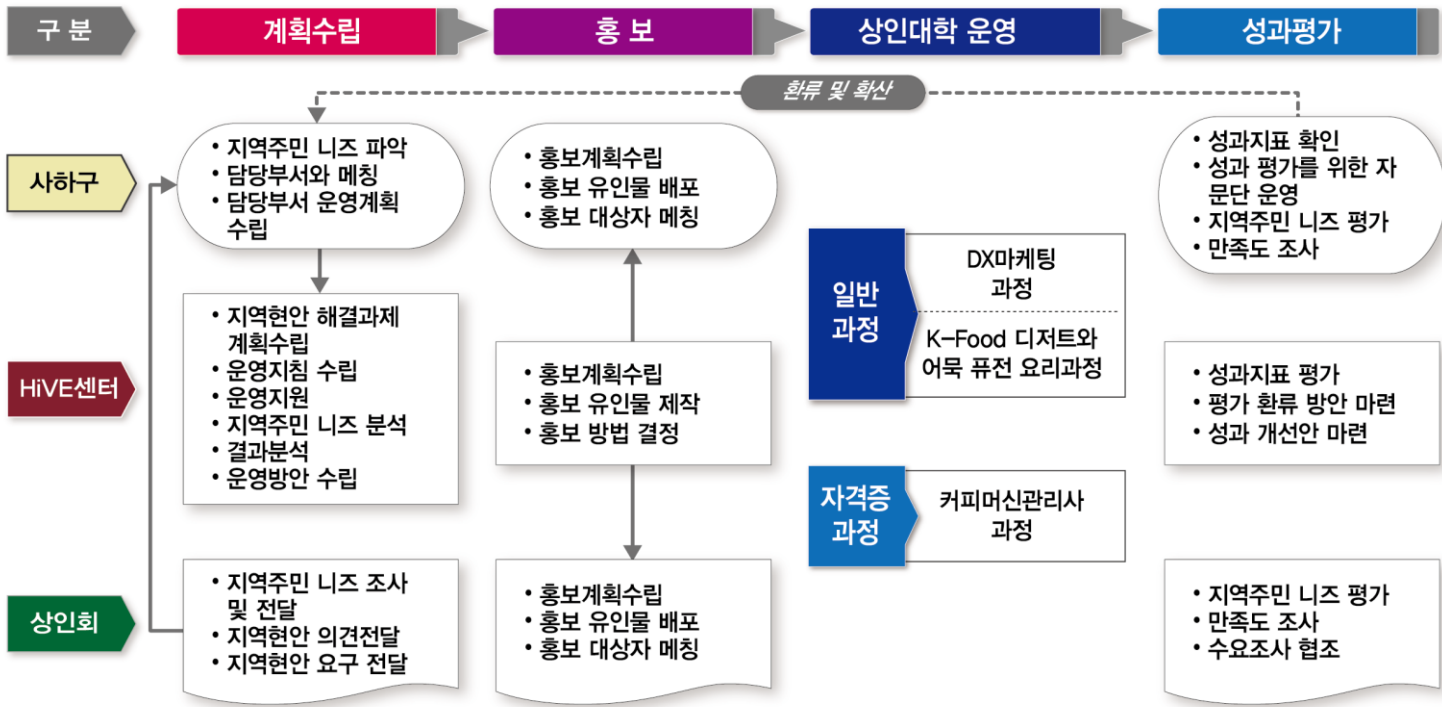 구 분
계획수립
홍 보
상인대학 운영
성과평가
환류 및 확산
사하구
• 지역주민 니즈 파악
• 담당부서와 메칭
• 담당부서 운영계획
수립
• 홍보계획수립
• 홍보 유인물 배포
• 홍보 대상자 메칭
• 성과지표 확인
• 성과 평가를 위한 자
문단 운영
• 지역주민 니즈 평가
• 만족도 조사
HiVE센터
• 지역현안 해결과제
계획수립
• 운영지침 수립
• 운영지원
• 지역주민 니즈 분석
• 결과분석
• 운영방안 수립
• 홍보계획수립
• 홍보 유인물 제작
• 홍보 방법 결정
일반
과정
DX마케팅
과정
K-Food 디저트와
어묵 퓨전 요리과정
자격증
과정
커피머신관리사
과정
• 성과지표 평가
• 평가 환류 방안 마련
• 성과 개선안 마련
상인회
• 지역주민 니즈 조사
및 전달
• 지역현안 의견전달
• 지역현안 요구 전달
• 홍보계획수립
• 홍보 유인물 배포
• 홍보 대상자 메칭
• 지역주민 니즈 평가
• 만족도 조사
• 수요조사 협조